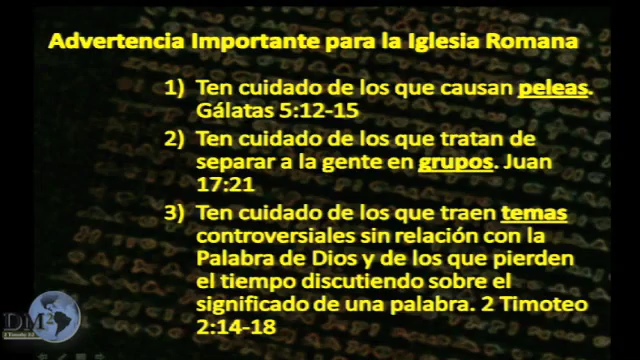 Advertencia Importante para la Iglesia Romana
1) Ten cuidado de los que causan peleas.
Gálatas 5:12-15
2) Ten cuidado de los que tratan de
separar a la gente en grupos. Juan
17:21
3) Ten cuidado de los que traen temas
controversiales sin relación con la
Palabra de Dios y de los que pierden
el tiempo discutiendo sobre el
significado de una palabra. 2 Timoteo
2:14-18
DM2